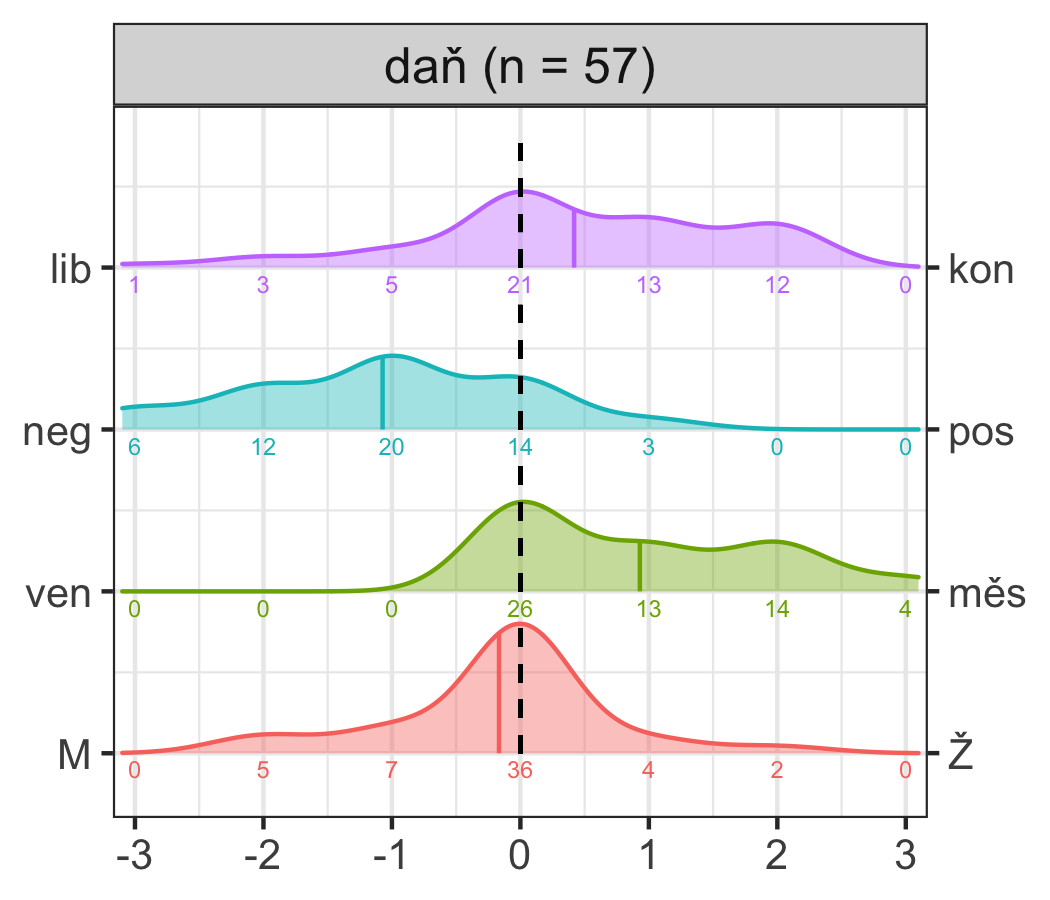 daň (n = 57)
lib kon
1 3 5 21 13 12 0
neg pos
6 12 20 14 3 0 0
ven měs
0 0 0 26 13 14 4
M Ž
0 5 7 36 4 2 0
-3 -2 -1 0 1 2 3